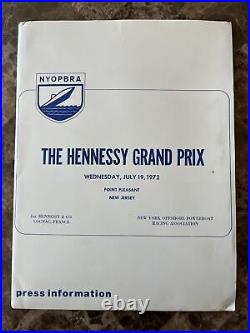 NYOPBRA
THE HENNESSY GRAND PRIX
WEDNESDAY, JULY 19, 1972
POINT PLEASANT
NEW JERSEY
Jas HENNESSY & Co.
COGNAC, FRANCE
NEW YORK OFFSHORE POWERBOAT
RACING ASSOCIATION
press information